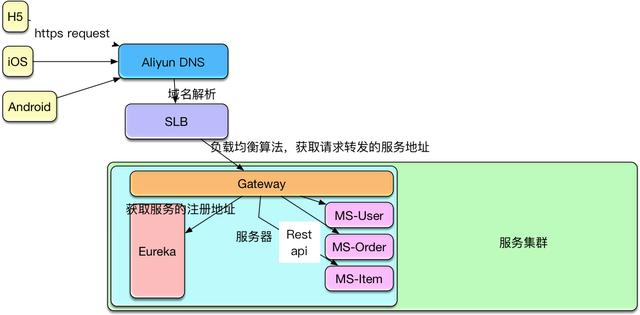 H5
https request
iOS
Aliyun DNS
Android
域名解析
SLB
负载均衡算法，获取请求转发的服务地址
Gateway
获取服务的注册地址
MS-User
服务器
Rest
api
Eureka
MS-Order
服务集群
MS-Item